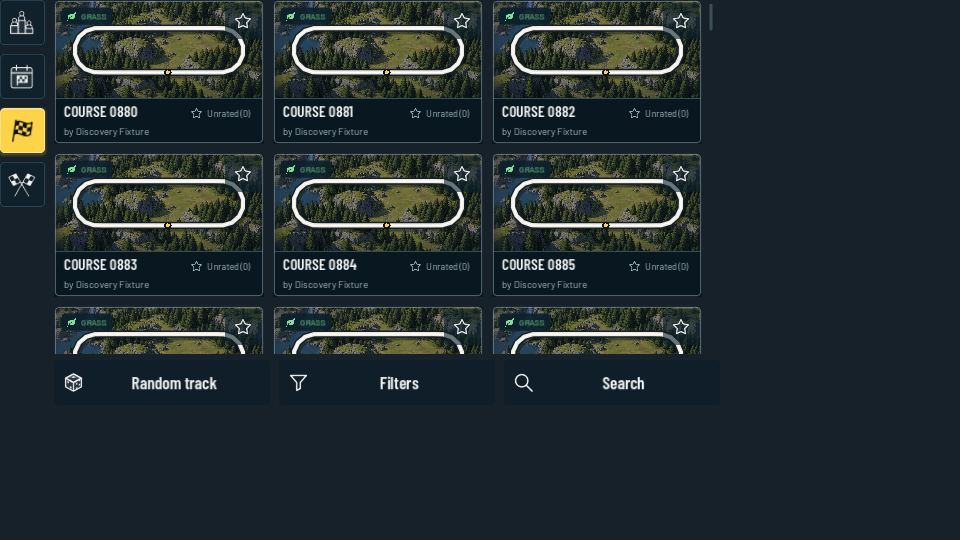 GRASS
GRASS
GRASS
COURSE 0880
Unrated (0)
by Discovery Fixture
COURSE 0881
Unrated (0)
by Discovery Fixture
COURSE 0882
Unrated (0)
by Discovery Fixture
GRASS
GRASS
GRASS
COURSE 0883
Unrated (0)
by Discovery Fixture
COURSE 0884
Unrated (0)
by Discovery Fixture
COURSE 0885
Unrated (0)
by Discovery Fixture
GRASS
GRASS
GRASS
Random track
Filters
Search